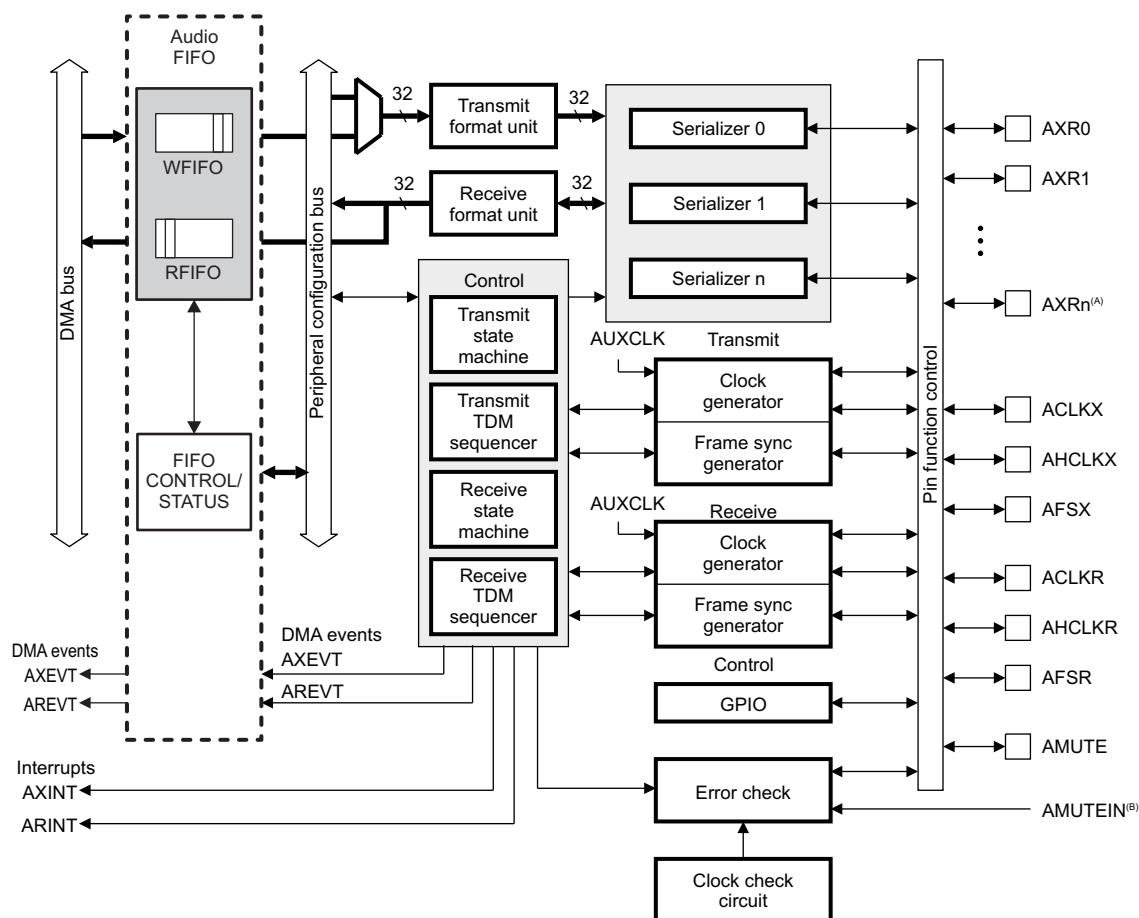 Audio
FIFO
WFIFO
RFIFO
FIFO
CONTROL/
STATUS
DMA bus
Peripheral configuration bus
32
Transmit
format unit
32
32
Receive
format unit
32
Serializer 0
Serializer 1
Serializer n
Control
Transmit
state
machine
Transmit
TDM
sequencer
Receive
state
machine
Receive
TDM
sequencer
AUXCLK
Transmit
Clock
generator
Frame sync
generator
AUXCLK
Receive
Clock
generator
Frame sync
generator
Control
GPIO
Error check
Clock check
circuit
Pin function control
AXR0
AXR1
AXRn(A)
ACLKX
AHCLKX
AFSX
ACLKR
AHCLKR
AFSR
AMUTE
AMUTEIN(B)
DMA events
AXEVT
AREVT
DMA events
AXEVT
AREVT
Interrupts
AXINT
ARINT